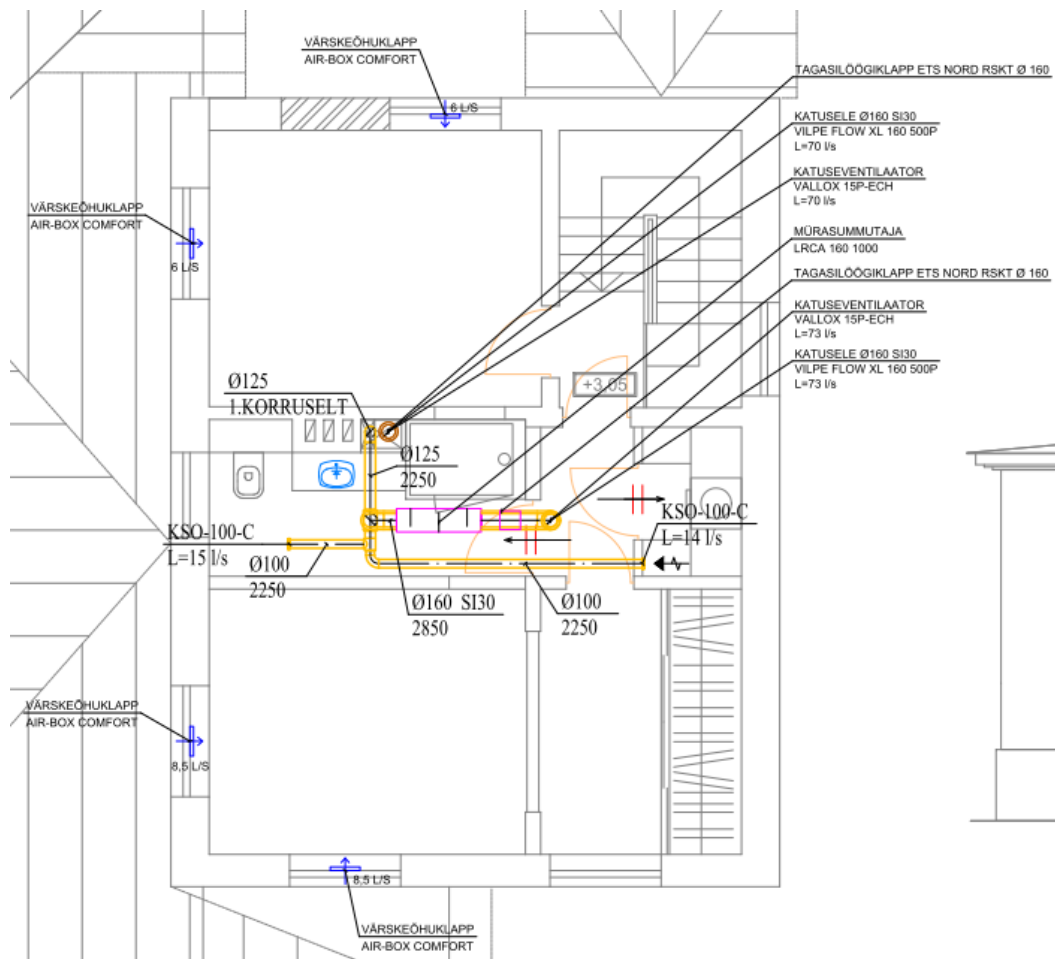 VÄRSKEÕHUKLAPP
AIR-BOX COMFORT
6 L/S
TAGASILÖÖGIKLAPP ETS NORD RSKT Ø 160
KATUSELE Ø160 SI30
VILPE FLOW XL 160 500P
L=70 l/s
KATUSEVENTILAATOR
VALLOX 15P-ECH
L=70 l/s
MÜRASUMMUTAJA
LRCA 160 1000
TAGASILÖÖGIKLAPP ETS NORD RSKT Ø 160
KATUSEVENTILAATOR
VALLOX 15P-ECH
L=73 l/s
KATUSELE Ø160 SI30
VILPE FLOW XL 160 500P
L=73 l/s
VÄRSKEÕHUKLAPP
AIR-BOX COMFORT
6 L/S
+3,05
Ø125
1.KORRUSELT
Ø125
2250
KSO-100-C
L=15 l/s
Ø100
2250
KSO-100-C
L=14 l/s
Ø160 SI30
2850
Ø100
2250
VÄRSKEÕHUKLAPP
AIR-BOX COMFORT
8,5 L/S
8,5 L/S
VÄRSKEÕHUKLAPP
AIR-BOX COMFORT